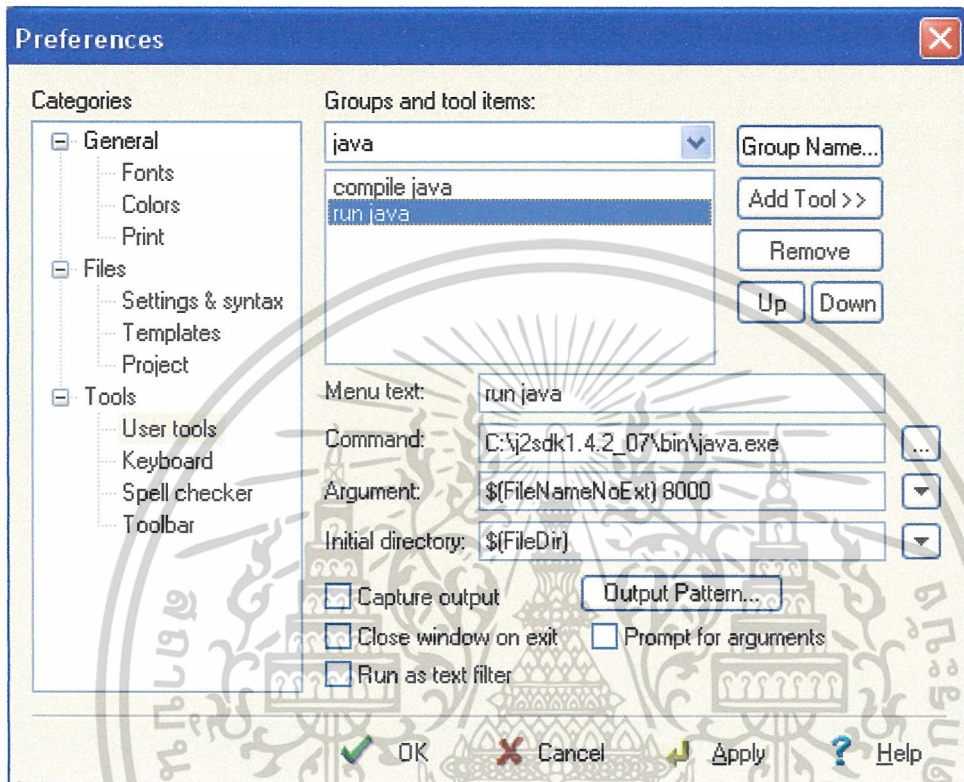 Preferences
Categories
General
Fonts
Colors
Print
Files
Settings & syntax
Templates
Project
Tools
User tools
Keyboard
Spell checker
Toolbar
Groups and tool items:
java
Group Name...
compile java
run java
Add Tool >>
Remove
Up Down
Menu text: run java
Command: C:\j2sdk1.4.2_07\bin\java.exe ...
Argument: $(FileNameNoExt) 8000
Initial directory: $(FileDir)
Capture output Output Pattern...
Close window on exit Prompt for arguments
Run as text filter
OK Cancel Apply Help